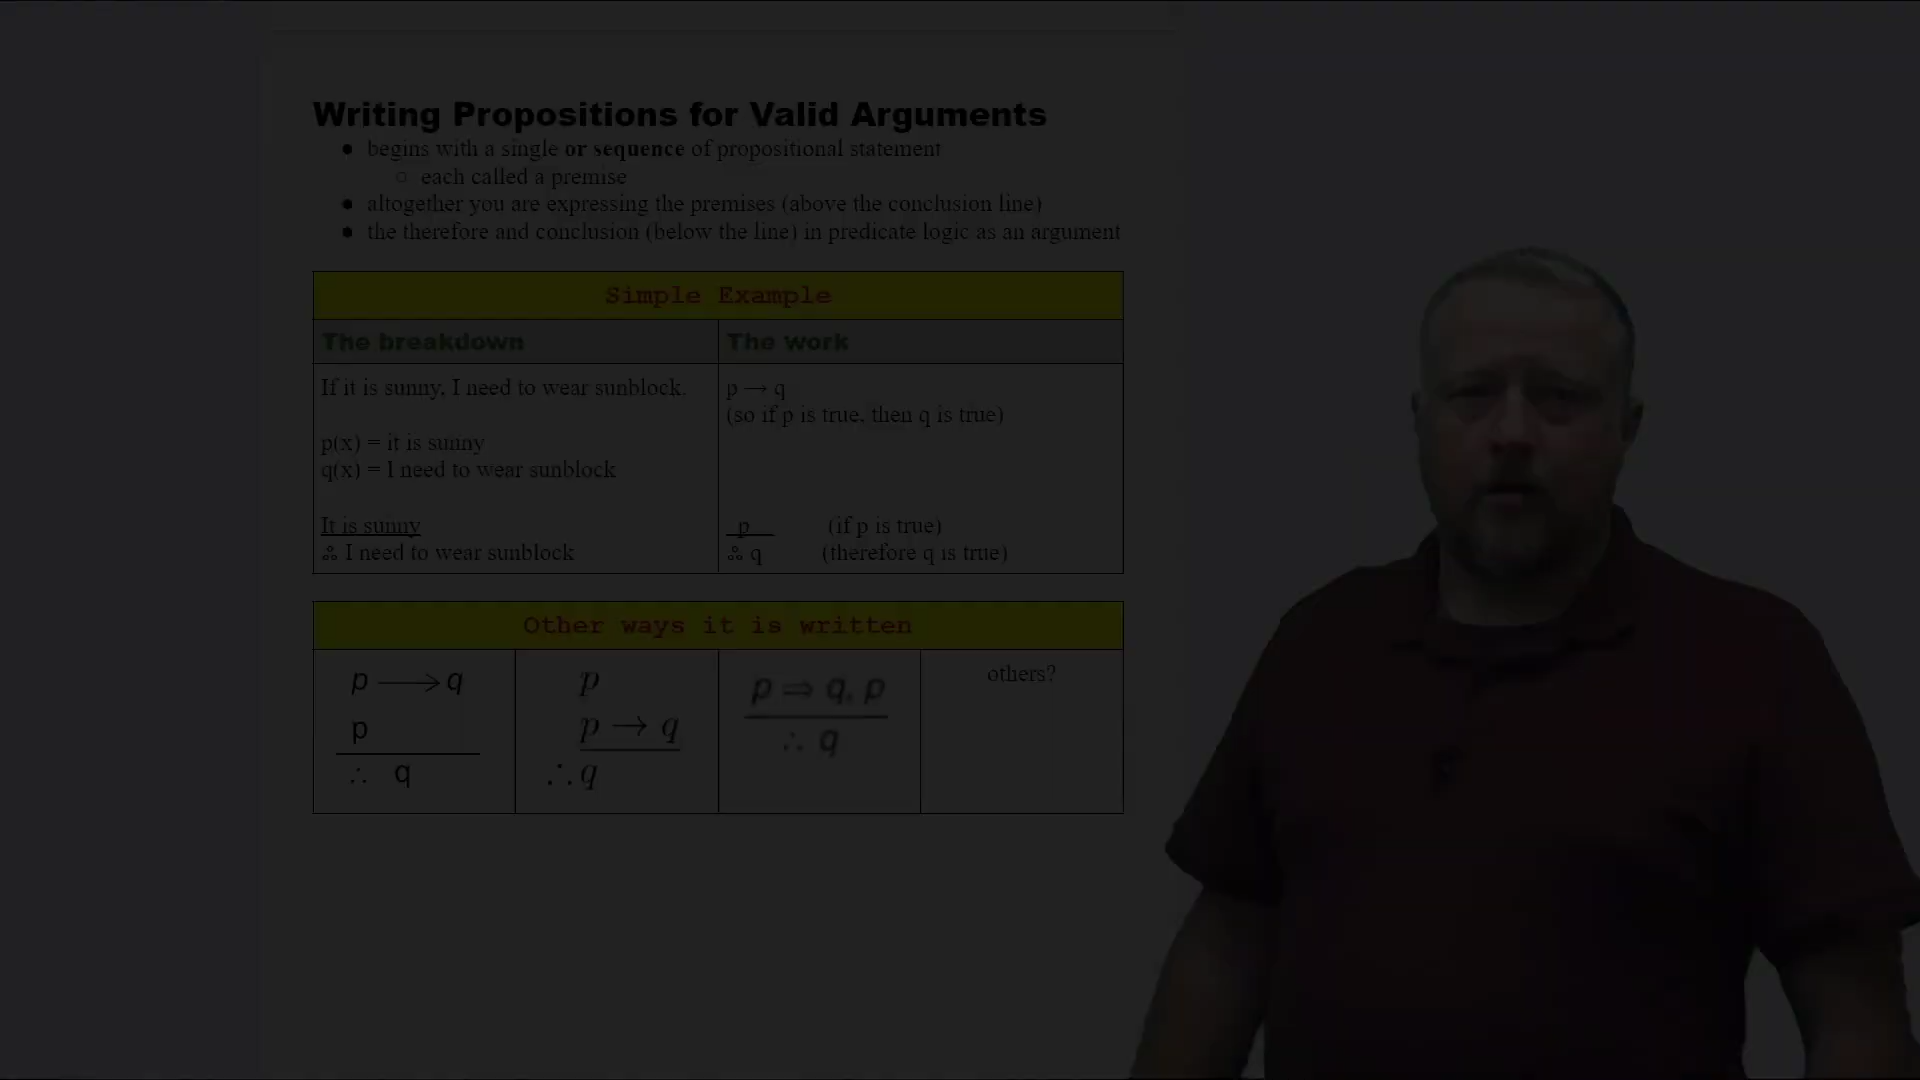 Writing Propositions for Valid Arguments
● begins with a single or sequence of propositional statement
○ each called a premise
● altogether you are expressing the premises (above the conclusion line)
● the therefore and conclusion (below the line) in predicate logic as an argument
Simple Example
The breakdown
The work
If it is sunny, I need to wear sunblock.
p(x) = it is sunny
q(x) = I need to wear sunblock
It is sunny
∴ I need to wear sunblock
p → q
(so if p is true, then q is true)
p (if p is true)
∴ q (therefore q is true)
Other ways it is written
p ⟶ q
p
∴ q
p
p → q
∴ q
p ⇒ q, p
∴ q
others?